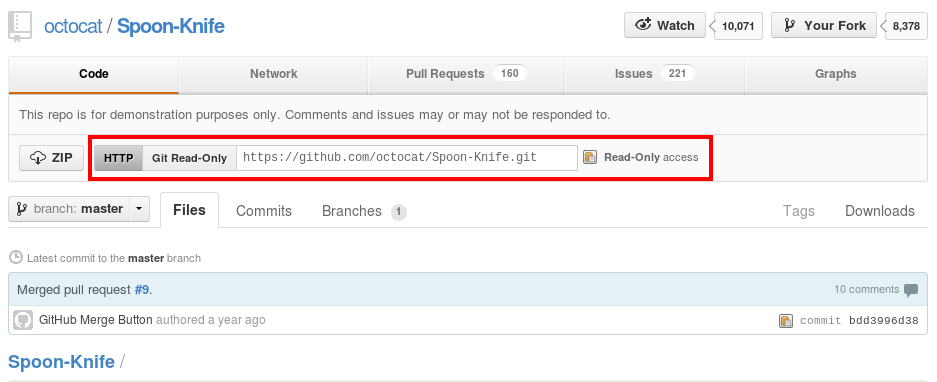 octocat / Spoon-Knife Watch 10,071 Your Fork 8,378
Code Network Pull Requests 160 Issues 221 Graphs
This repo is for demonstration purposes only. Comments and issues may or may not be responded to.
ZIP HTTP Git Read-Only https://github.com/octocat/Spoon-Knife.git Read-Only access
branch: master Files Commits Branches 1 Tags Downloads
Latest commit to the master branch
Merged pull request #9. 10 comments
GitHub Merge Button authored a year ago commit bdd3996d38
Spoon-Knife /